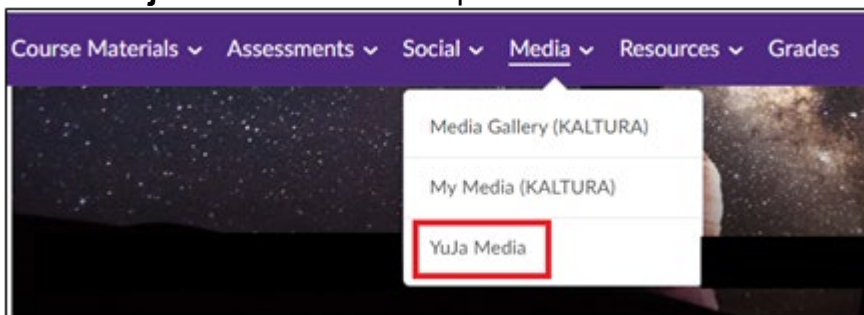 Course Materials Assessments Social Media Resources Grades
Media Gallery (KALTURA)
My Media (KALTURA)
YuJa Media